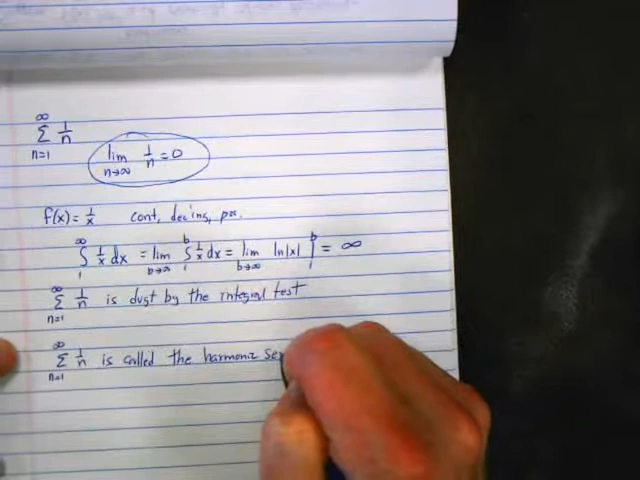 ∞
Σ 1/n
n=1
lim 1/n = 0
n→∞
f(x) = 1/x cont, decing, pos.
∫₁^∞ 1/x dx = lim b→∞ ∫₁^b 1/x dx = lim b→∞ ln|x| |₁^b = ∞
∞
Σ 1/n is dvgt by the integral test
n=1
∞
Σ 1/n is called the harmonic se
n=1